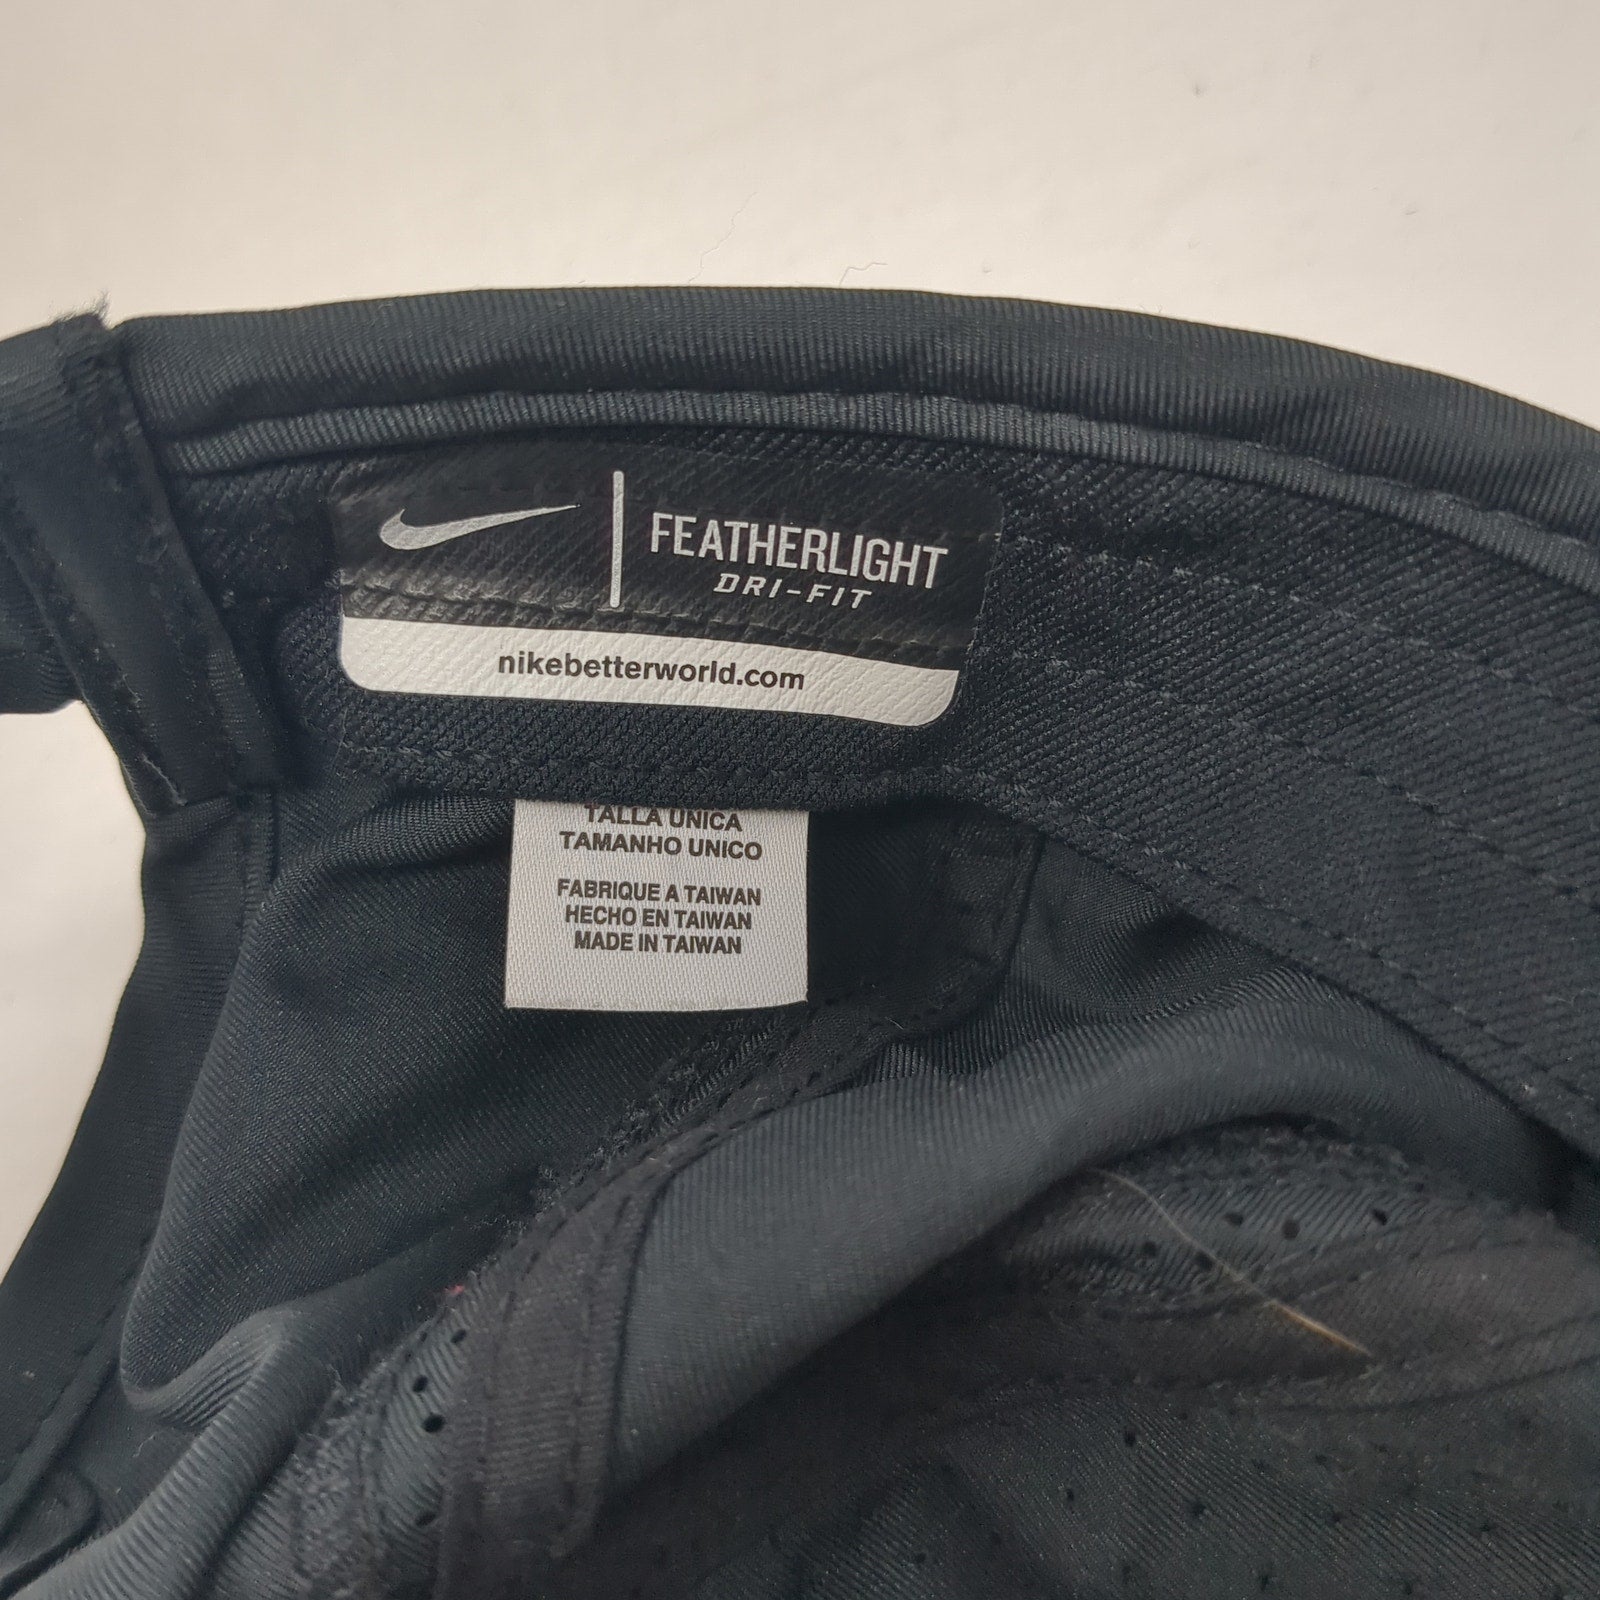 FEATHERLIGHT
DRI-FIT
nikebetterworld.com
TALLA UNICA
TAMANHO UNICO
FABRIQUE A TAIWAN
HECHO EN TAIWAN
MADE IN TAIWAN